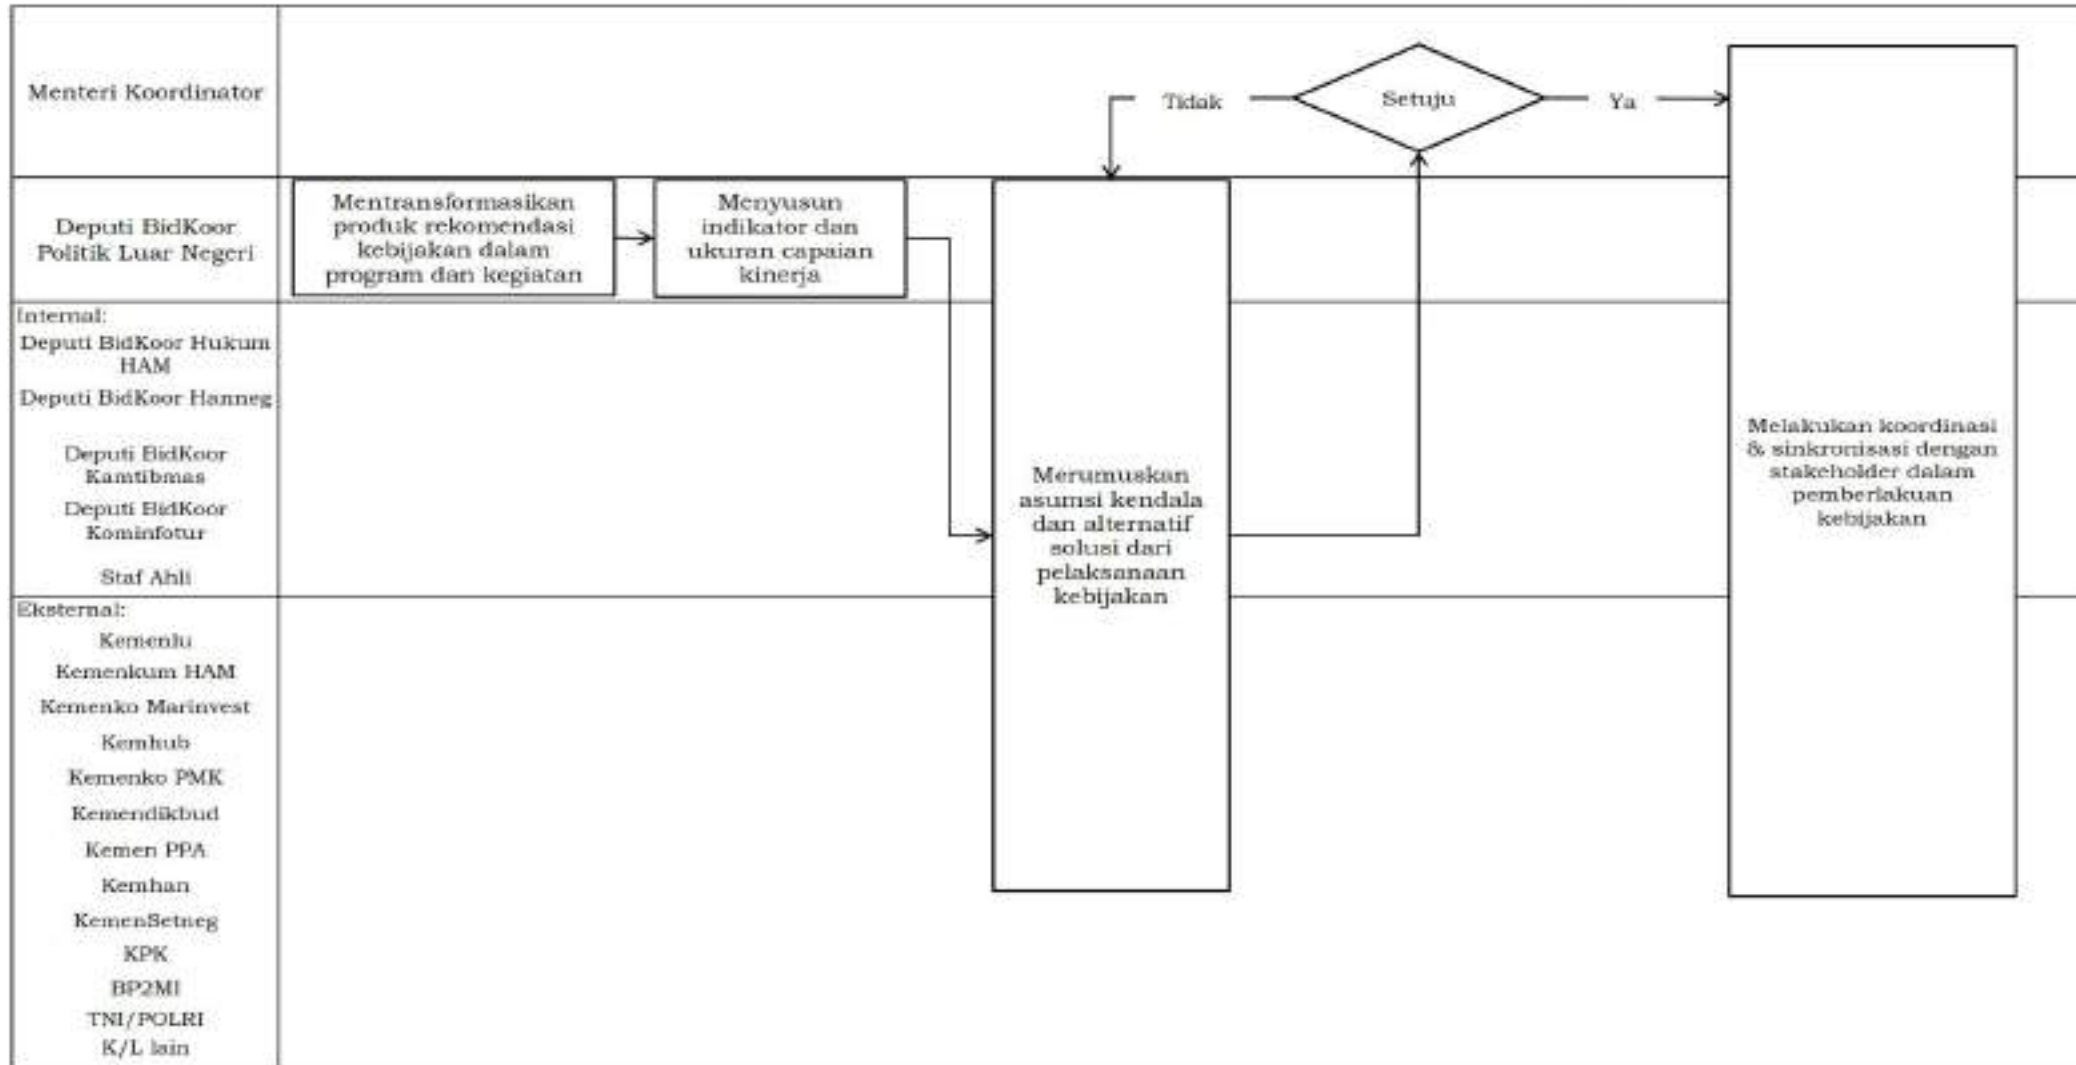 Menteri Koordinator
Tidak
Setuju
Ya
Deputi BidKoor
Politik Luar Negeri
Mentransformasikan
produk rekomendasi
kebijakan dalam
program dan kegiatan
Menyusun
indikator dan
ukuran capaian
kinerja
Internal:
Deputi BidKoor Hukum
HAM
Deputi BidKoor Hanneg
Deputi BidKoor
Kamtibmas
Deputi BidKoor
Kominfotur
Staf Ahli
Merumuskan
asumsi kendala
dan alternatif
solusi dari
pelaksanaan
kebijakan
Melakukan koordinasi
& sinkronisasi dengan
stakeholder dalam
pemberlakuan
kebijakan
Eksternal:
Kemenlu
Kemenkum HAM
Kemenko Marinvest
Kemhub
Kemenko PMK
Kemendikbud
Kemen PPA
Kemhan
KemenSetneg
KPK
BP2MI
TNI/POLRI
K/L lain